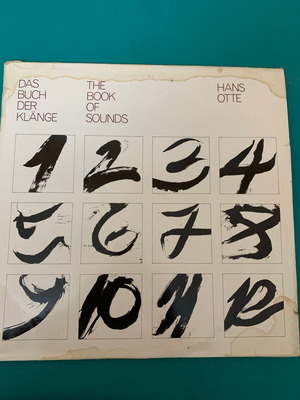 DAS
BUCH
DER
KLÄNGE
THE
BOOK
OF
SOUNDS
HANS
OTTE
1 2 3 4
5 6 7 8
9 10 11 12